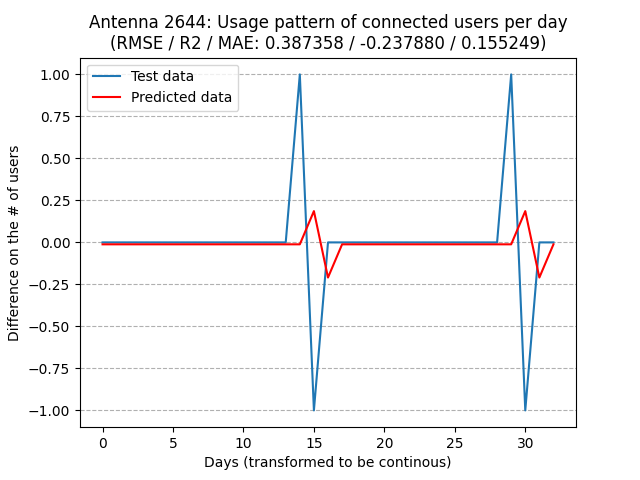 Antenna 2644: Usage pattern of connected users per day
(RMSE / R2 / MAE: 0.387358 / -0.237880 / 0.155249)
Test data
Predicted data
Difference on the # of users
1.00
0.75
0.50
0.25
0.00
−0.25
−0.50
−0.75
−1.00
0 5 10 15 20 25 30
Days (transformed to be continous)